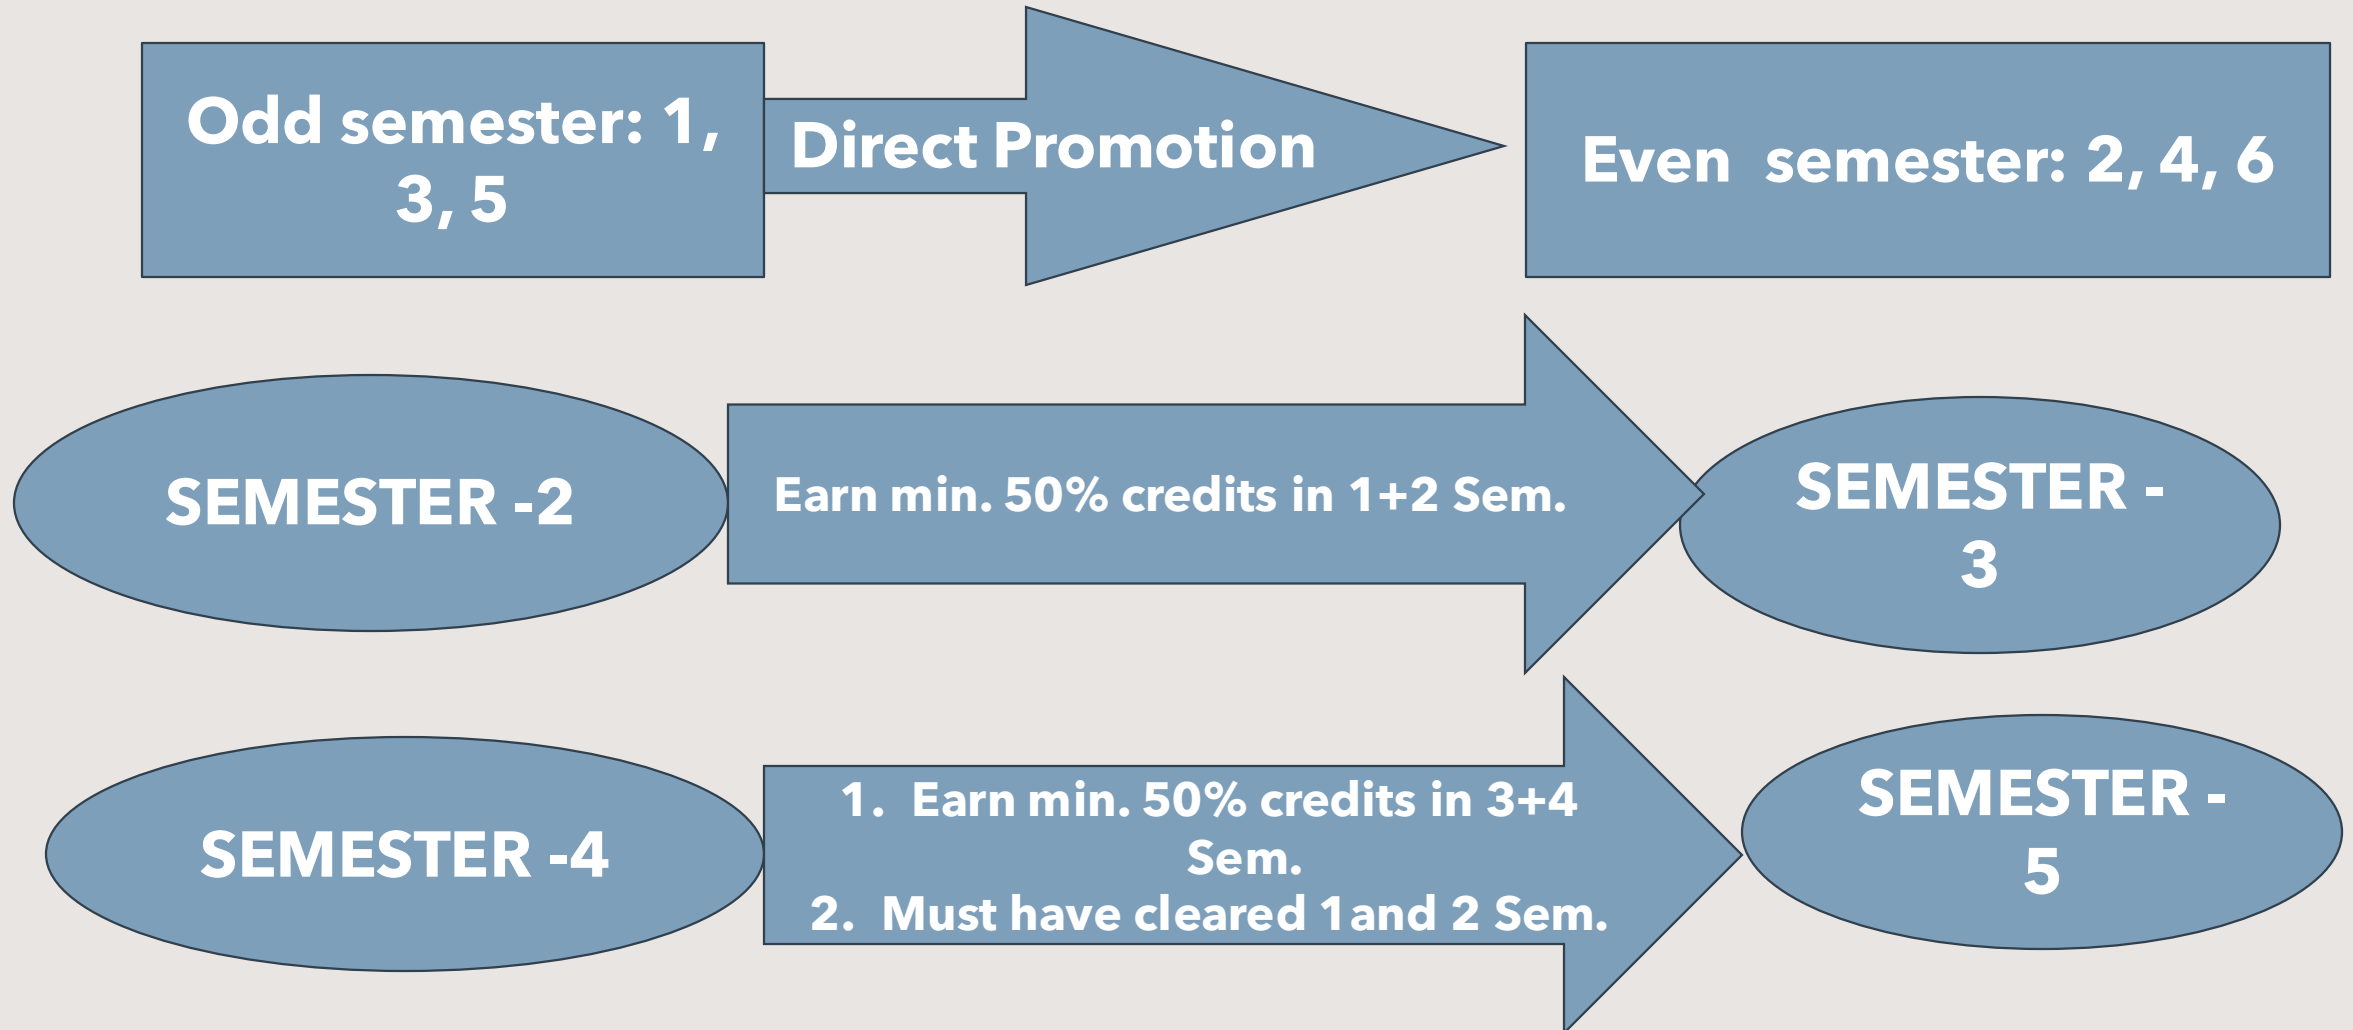 Odd semester: 1,
3, 5
Direct Promotion
Even  semester: 2, 4, 6
SEMESTER -2
Earn min. 50% credits in 1+2 Sem.
SEMESTER -
3
SEMESTER -4
1.  Earn min. 50% credits in 3+4
Sem.
2.  Must have cleared 1and 2 Sem.
SEMESTER -
5